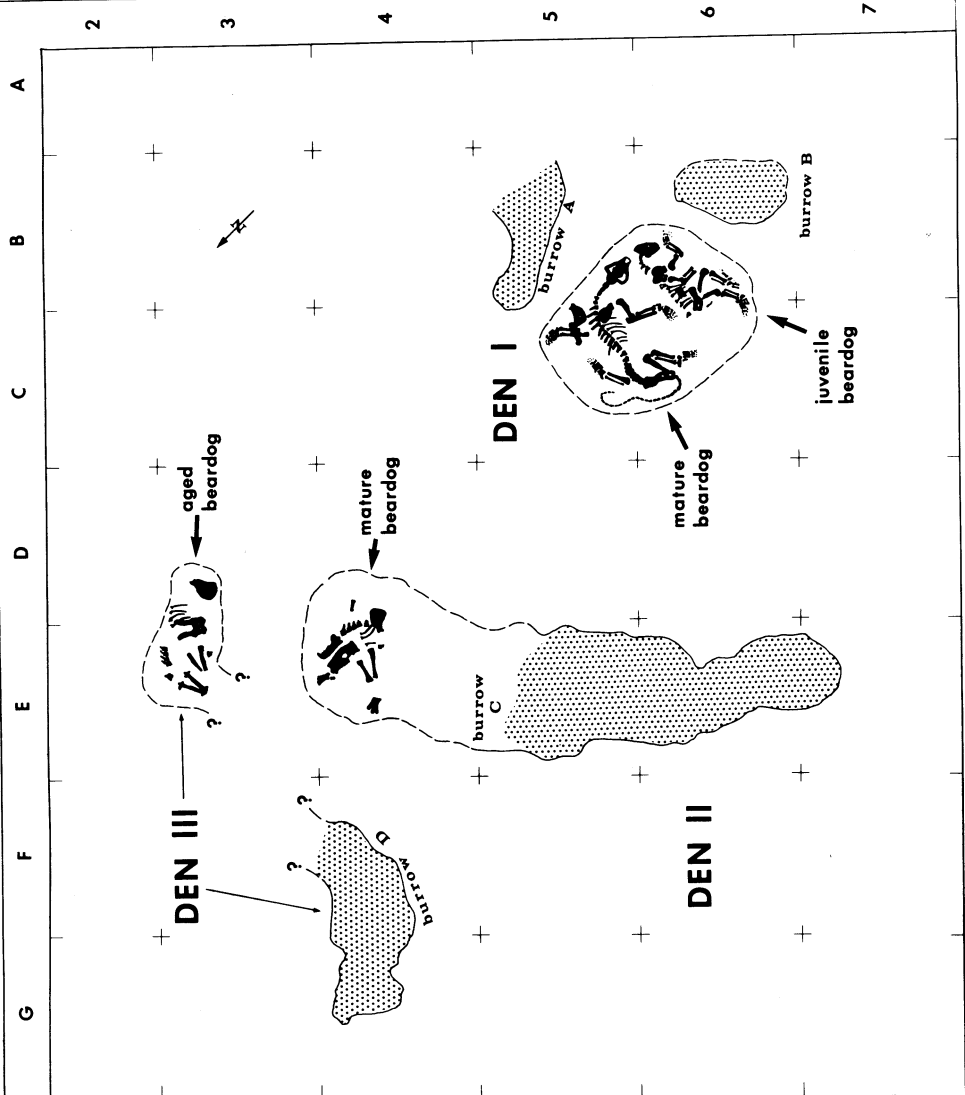 2
3
4
5
6
7
A
B
C
D
E
F
G
N
burrow A
burrow B
DEN I
juvenile
beardog
mature
beardog
aged
beardog
mature
beardog
burrow
C
?
?
DEN III
?
?
burrow D
DEN II